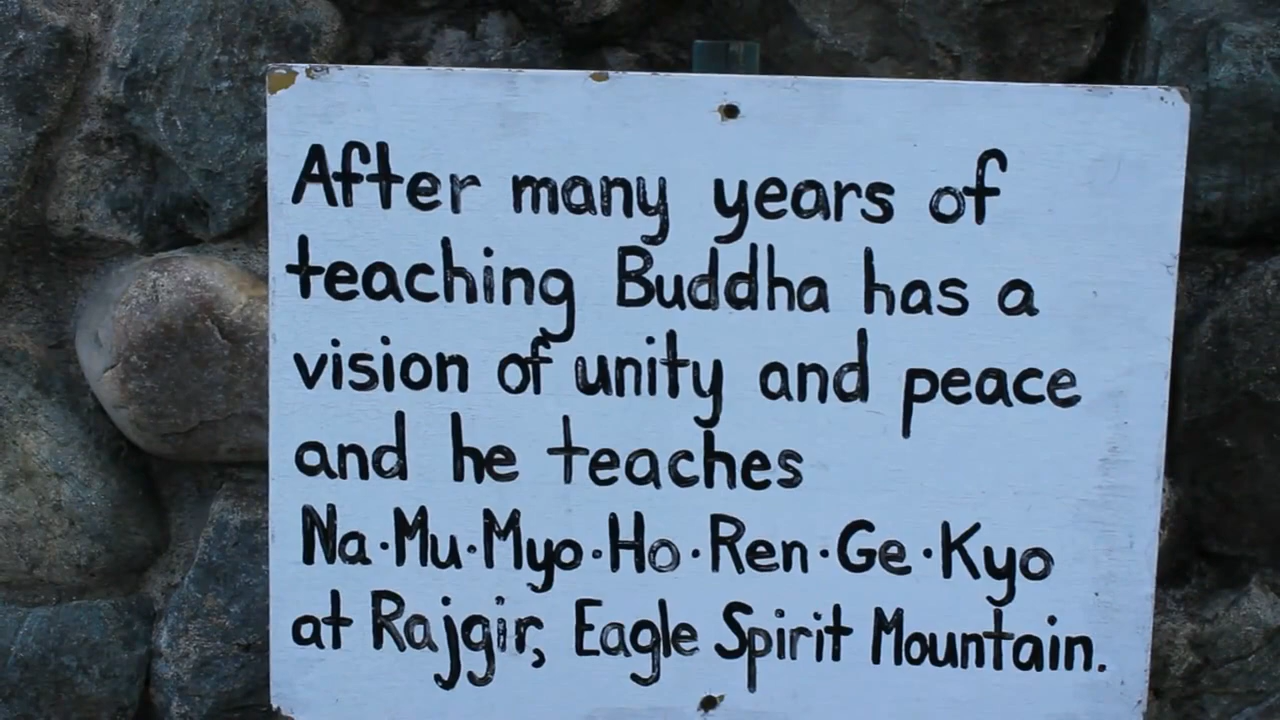 After many years of
teaching Buddha has a
vision of unity and peace
and he teaches
Na·Mu·Myo·Ho·Ren·Ge·Kyo
at Rajgir, Eagle Spirit Mountain.